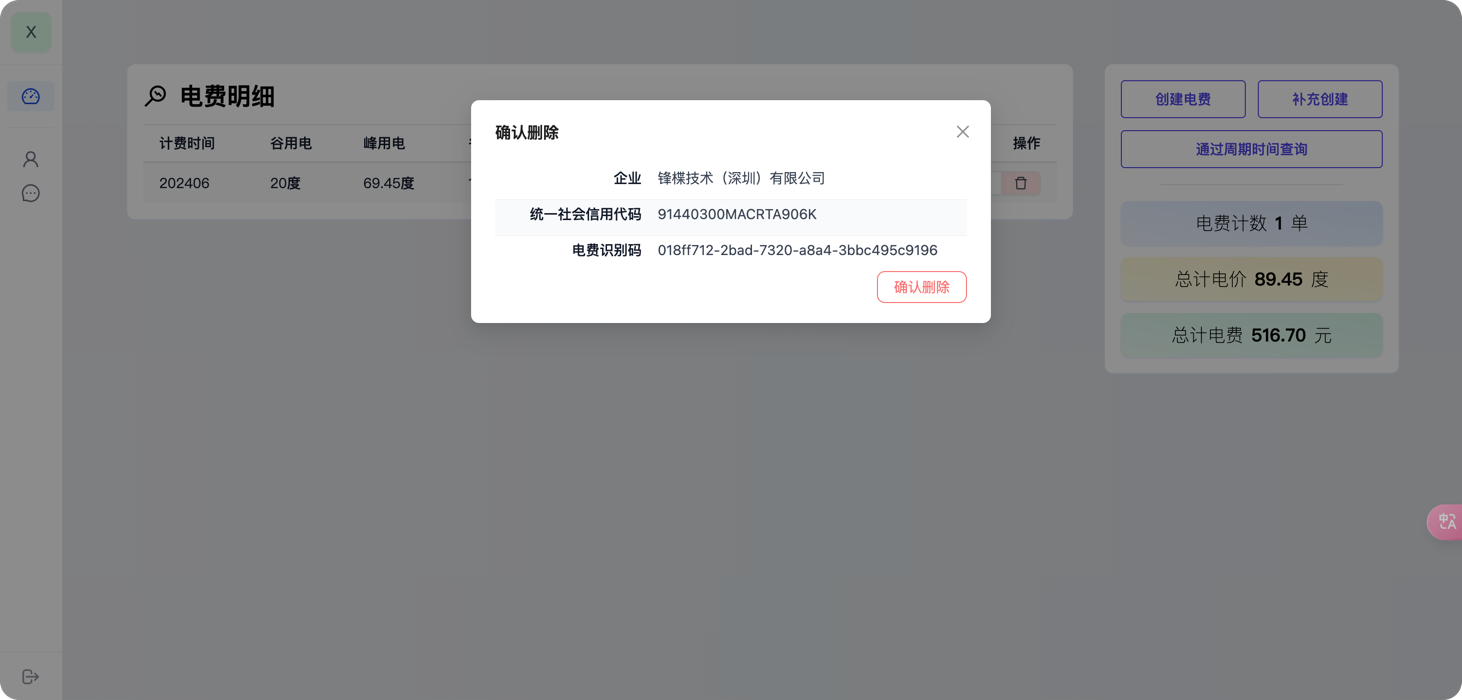 X
电费明细
计费时间 谷用电 峰用电 操作
202406 20度 69.45度
确认删除
企业 锋楪技术（深圳）有限公司
统一社会信用代码 91440300MACRTA906K
电费识别码 018ff712-2bad-7320-a8a4-3bbc495c9196
确认删除
创建电费 补充创建
通过周期时间查询
电费计数 1 单
总计电价 89.45 度
总计电费 516.70 元
中 A